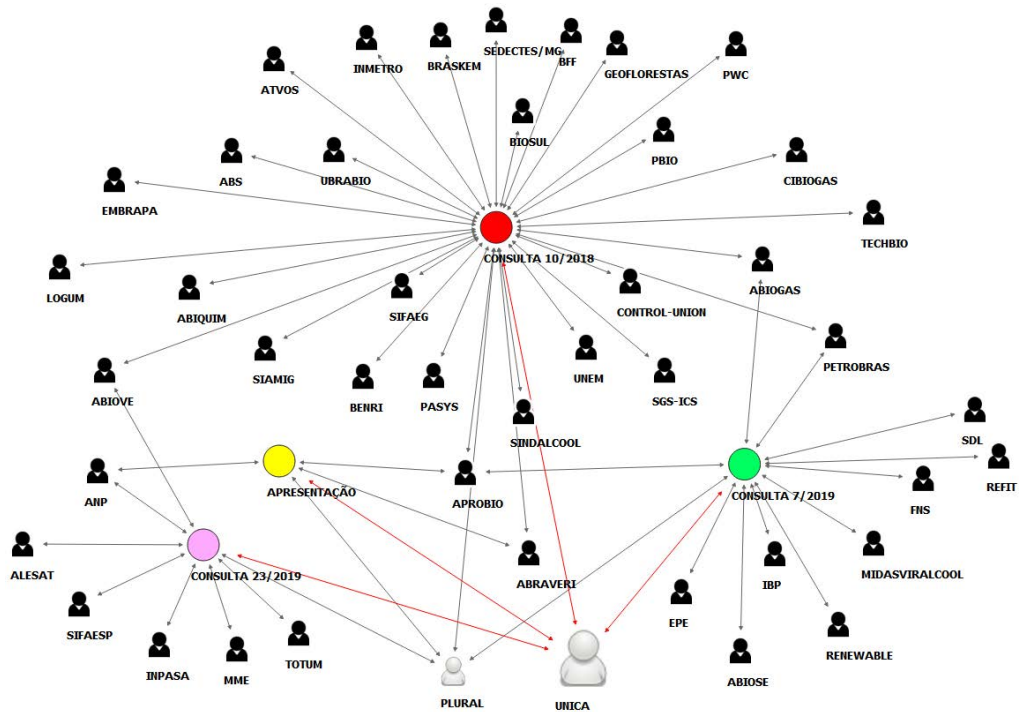 SEDECTES/MG
BFF
BRASKEM
INMETRO
GEOFLORESTAS
PWC
ATVOS
BIOSUL
PBIO
ABS
UBRABIO
CIBIOGAS
EMBRAPA
TECHBIO
CONSULTA 10/2018
LOGUM
ABIOGAS
ABIQUIM
SIFAEG
CONTROL-UNION
PETROBRAS
SIAMIG
BENRI
PASYS
UNEM
SGS-ICS
ABIOVE
SINDALCOOL
SDL
REFIT
APRESENTAÇÃO
APROBIO
CONSULTA 7/2019
ANP
FNS
ALESAT
CONSULTA 23/2019
ABRAVERI
IBP
MIDASVIRALCOOL
SIFAESP
EPE
INPASA
MME
TOTUM
RENEWABLE
ABIOSE
PLURAL
UNICA